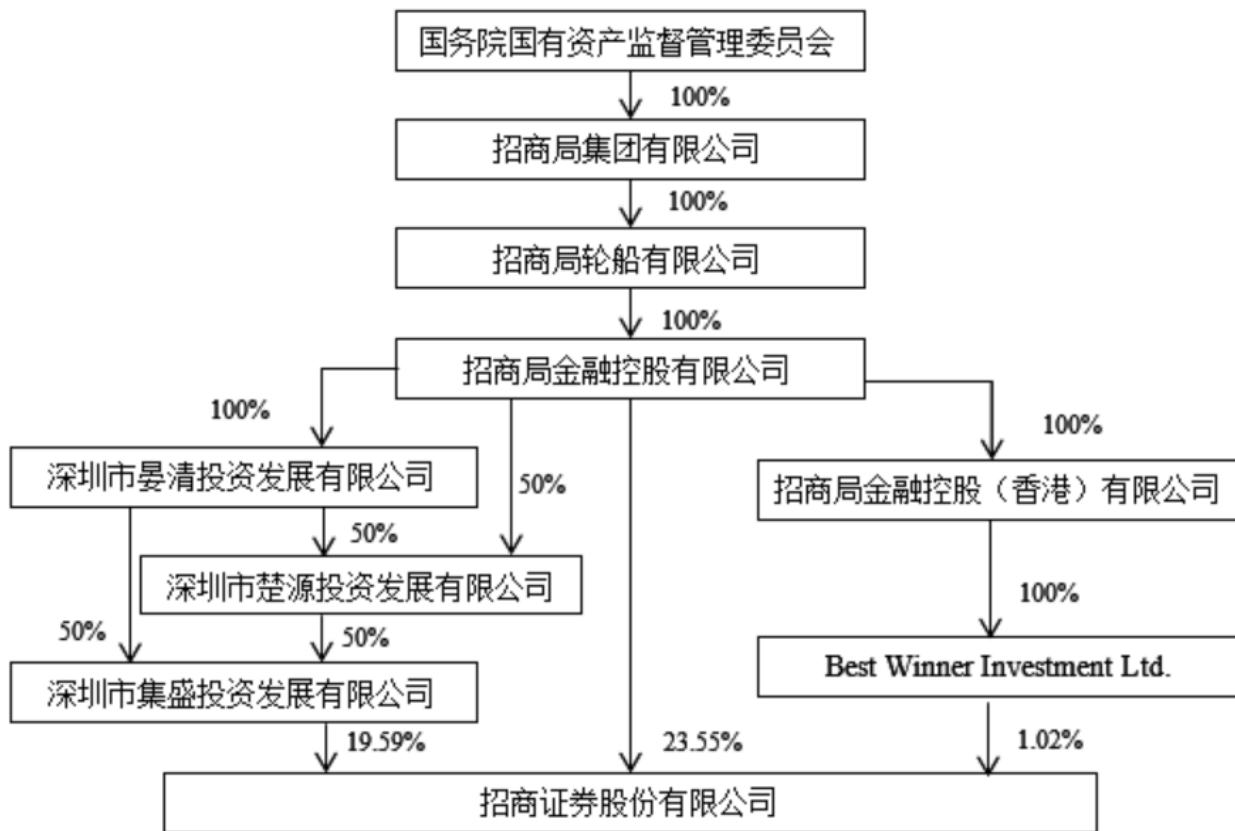 国务院国有资产监督管理委员会
100%
招商局集团有限公司
100%
招商局轮船有限公司
100%
招商局金融控股有限公司
100%
50%
100%
深圳市晏清投资发展有限公司
招商局金融控股（香港）有限公司
50%
深圳市楚源投资发展有限公司
100%
50%
50%
深圳市集盛投资发展有限公司
Best Winner Investment Ltd.
19.59%
23.55%
1.02%
招商证券股份有限公司